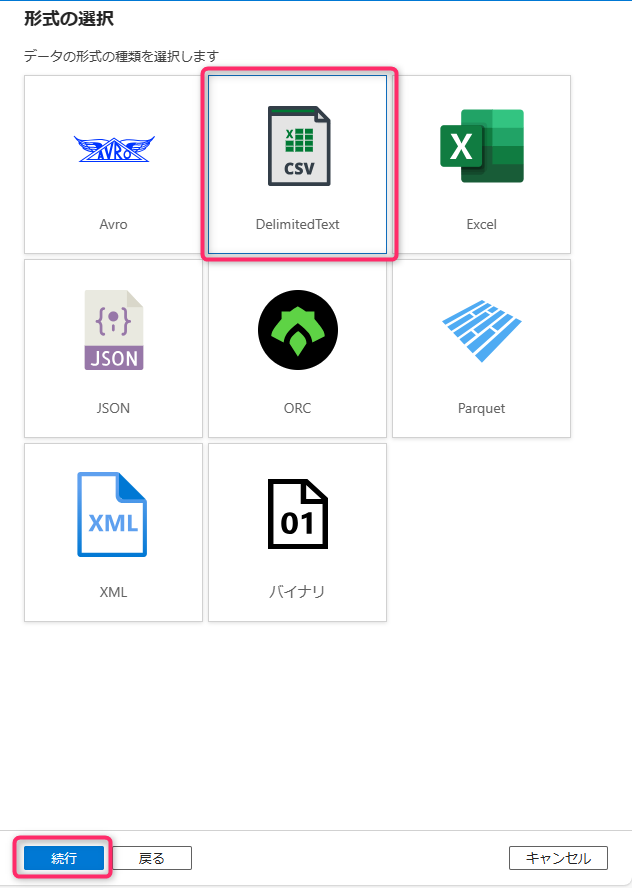 形式の選択
データの形式の種類を選択します
AVRO
X
CSV
X
Avro
DelimitedText
Excel
{:}
JSON
JSON
ORC
Parquet
XML
01
XML
バイナリ
続行
戻る
キャンセル